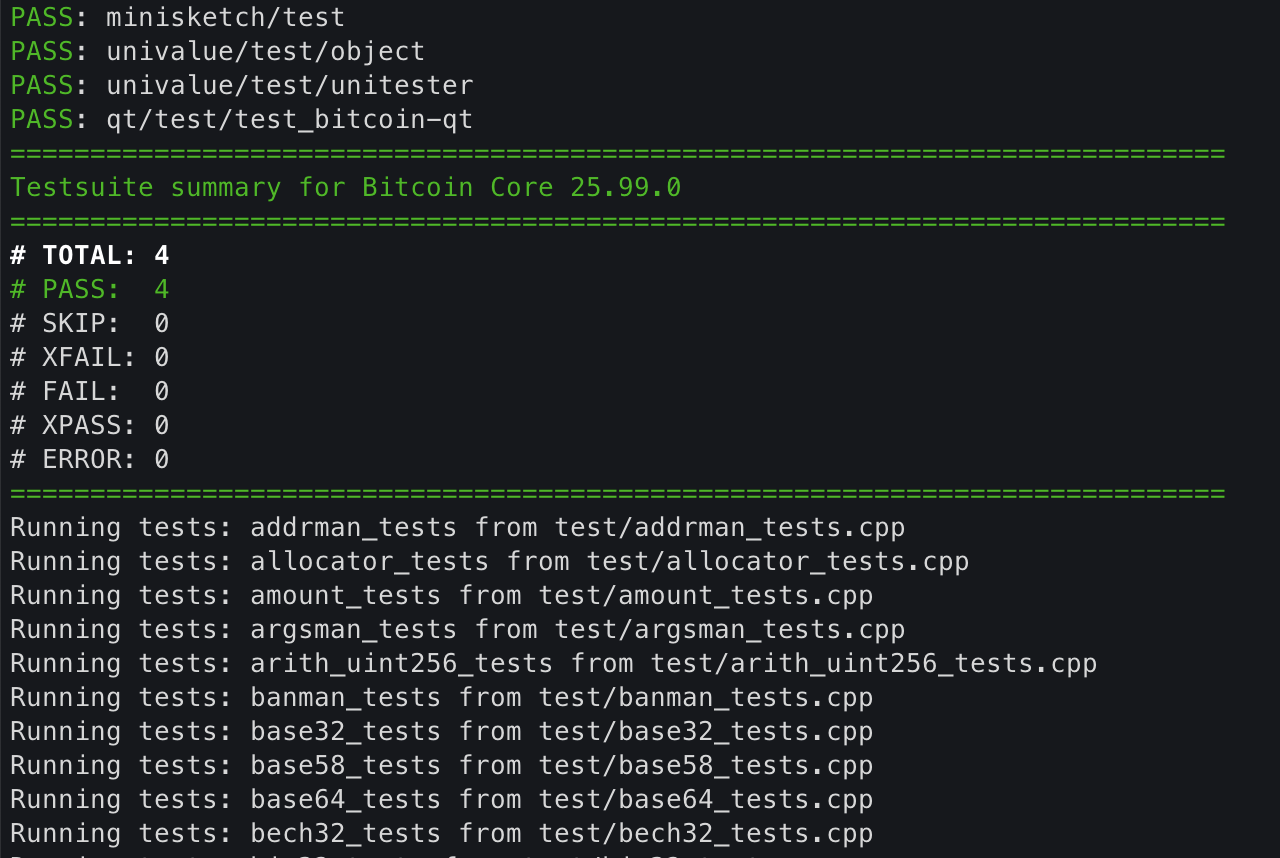 PASS: minisketch/test
PASS: univalue/test/object
PASS: univalue/test/unitester
PASS: qt/test/test_bitcoin-qt
============================================================================
Testsuite summary for Bitcoin Core 25.99.0
============================================================================
# TOTAL: 4
# PASS:  4
# SKIP:  0
# XFAIL: 0
# FAIL:  0
# XPASS: 0
# ERROR: 0
============================================================================
Running tests: addrman_tests from test/addrman_tests.cpp
Running tests: allocator_tests from test/allocator_tests.cpp
Running tests: amount_tests from test/amount_tests.cpp
Running tests: argsman_tests from test/argsman_tests.cpp
Running tests: arith_uint256_tests from test/arith_uint256_tests.cpp
Running tests: banman_tests from test/banman_tests.cpp
Running tests: base32_tests from test/base32_tests.cpp
Running tests: base58_tests from test/base58_tests.cpp
Running tests: base64_tests from test/base64_tests.cpp
Running tests: bech32_tests from test/bech32_tests.cpp